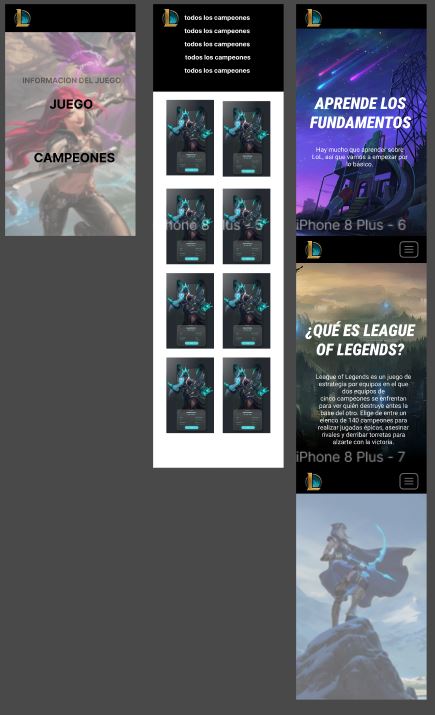 INFORMACION DEL JUEGO
JUEGO
CAMPEONES
todos los campeones
todos los campeones
todos los campeones
todos los campeones
todos los campeones
APRENDE LOS
FUNDAMENTOS
Hay mucho que aprender sobre
LoL, así que vamos a empezar por
lo básico.
iPhone 8 Plus - 6
¿QUÉ ES LEAGUE
OF LEGENDS?
League of Legends es un juego de
estrategia por equipos en el que
dos equipos de
cinco campeones se enfrentan
para ver quién destruye antes la
base del otro. Elige de entre un
elenco de 140 campeones para
realizar jugadas épicas, asesinar
rivales y derribar torretas para
alzarte con la victoria.
iPhone 8 Plus - 7